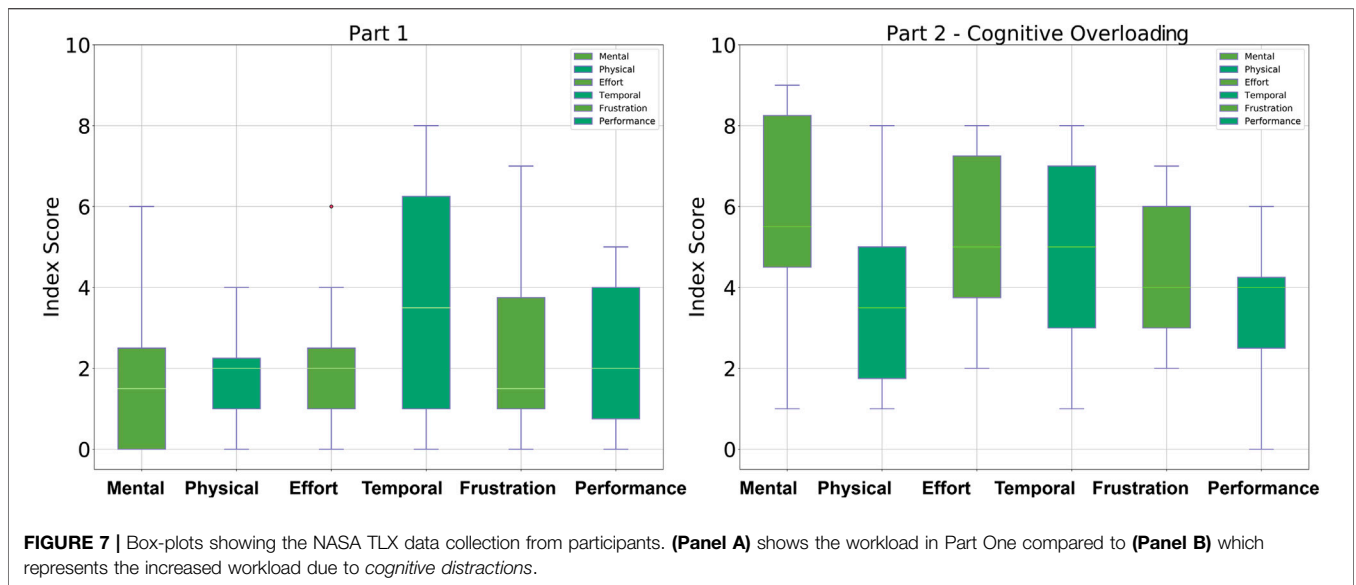 Part 1
10
8
6
4
2
0
Index Score
Mental
Physical
Effort
Temporal
Frustration
Performance
Mental Physical Effort Temporal Frustration Performance
Part 2 - Cognitive Overloading
10
8
6
4
2
0
Index Score
Mental
Physical
Effort
Temporal
Frustration
Performance
Mental Physical Effort Temporal Frustration Performance
FIGURE 7 | Box-plots showing the NASA TLX data collection from participants. (Panel A) shows the workload in Part One compared to (Panel B) which
represents the increased workload due to cognitive distractions.